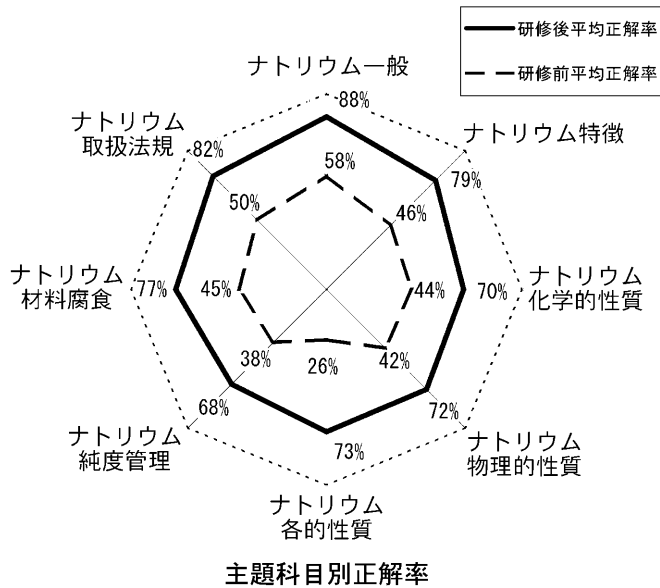 研修後平均正解率
研修前平均正解率
ナトリウム一般
88%
ナトリウム
取扱法規
82%
ナトリウム特徴
79%
58%
50%
46%
ナトリウム
材料腐食
77%
45%
44%
70%
ナトリウム
化学的性質
38%
26%
42%
68%
72%
ナトリウム
純度管理
73%
ナトリウム
物理的性質
ナトリウム
各的性質
主題科目別正解率